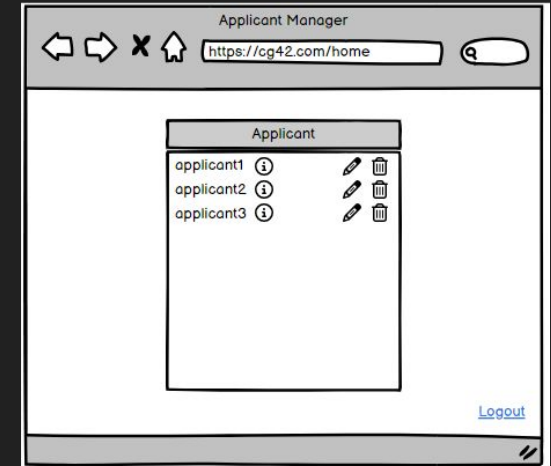 Applicant Manager
https://cg42.com/home
Applicant
applicant1
applicant2
applicant3
Logout